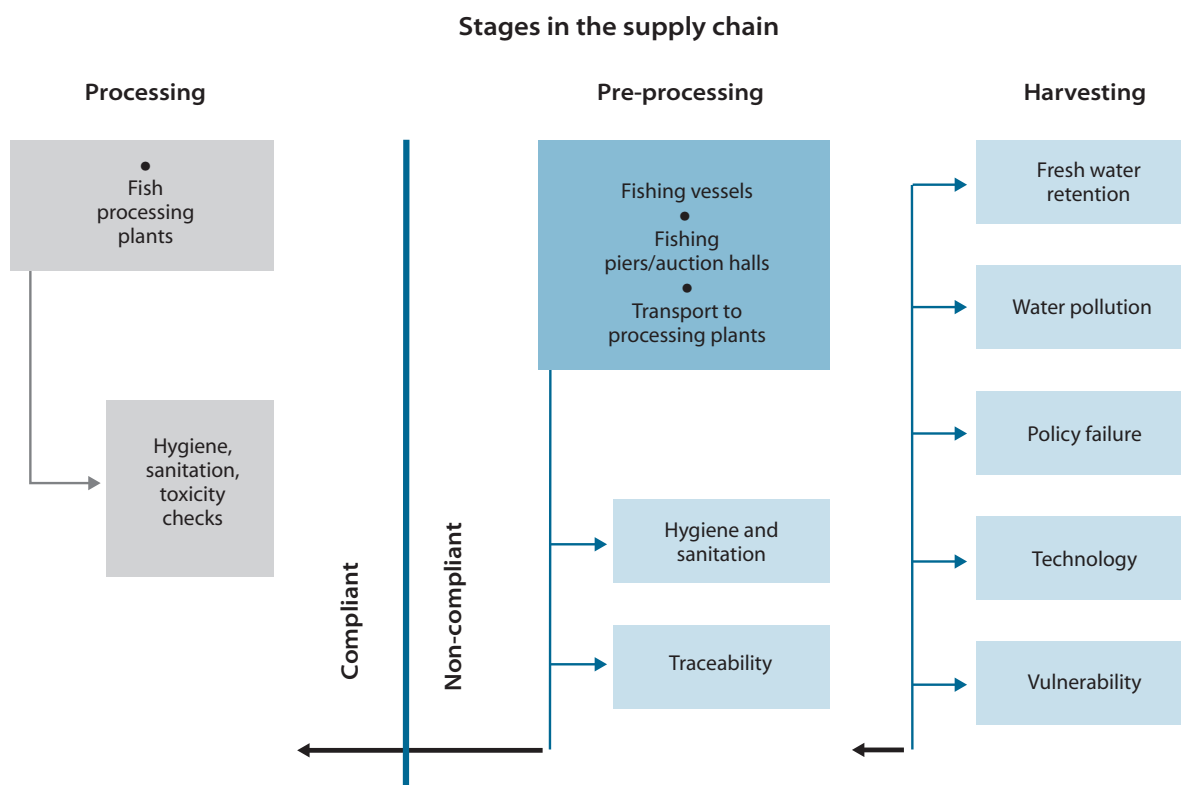 Stages in the supply chain
Processing
Pre-processing
Harvesting
•
Fish
processing
plants
Hygiene,
sanitation,
toxicity
checks
Compliant
Non-compliant
Fishing vessels
•
Fishing
piers/auction halls
•
Transport to
processing plants
Hygiene and
sanitation
Traceability
Fresh water
retention
Water pollution
Policy failure
Technology
Vulnerability